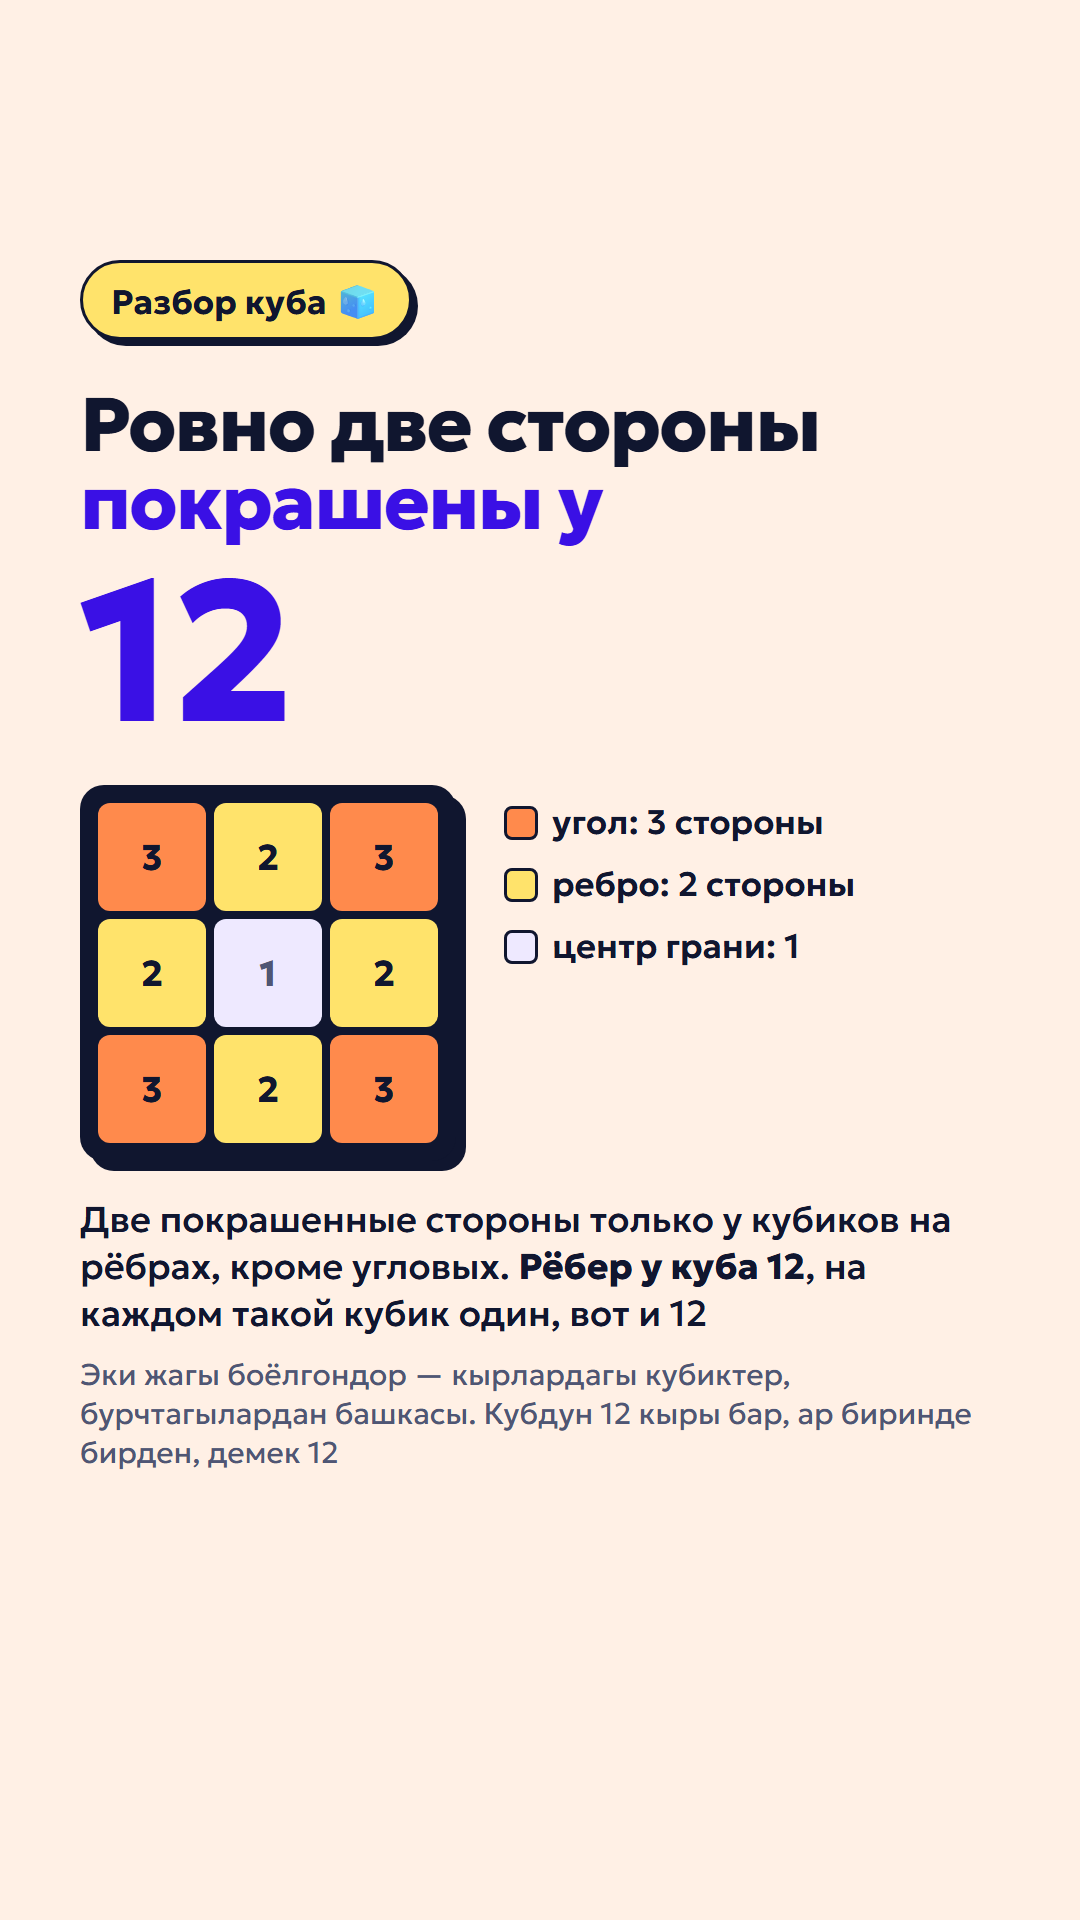 Разбор куба
Ровно две стороны
покрашены у
12
3 2 3
2 1 2
3 2 3
угол: 3 стороны
ребро: 2 стороны
центр грани: 1
Две покрашенные стороны только у кубиков на
рёбрах, кроме угловых. Рёбер у куба 12, на
каждом такой кубик один, вот и 12
Эки жагы боёлгондор — кырлардагы кубиктер,
бурчтагылардан башкасы. Кубдун 12 кыры бар, ар биринде
бирден, демек 12